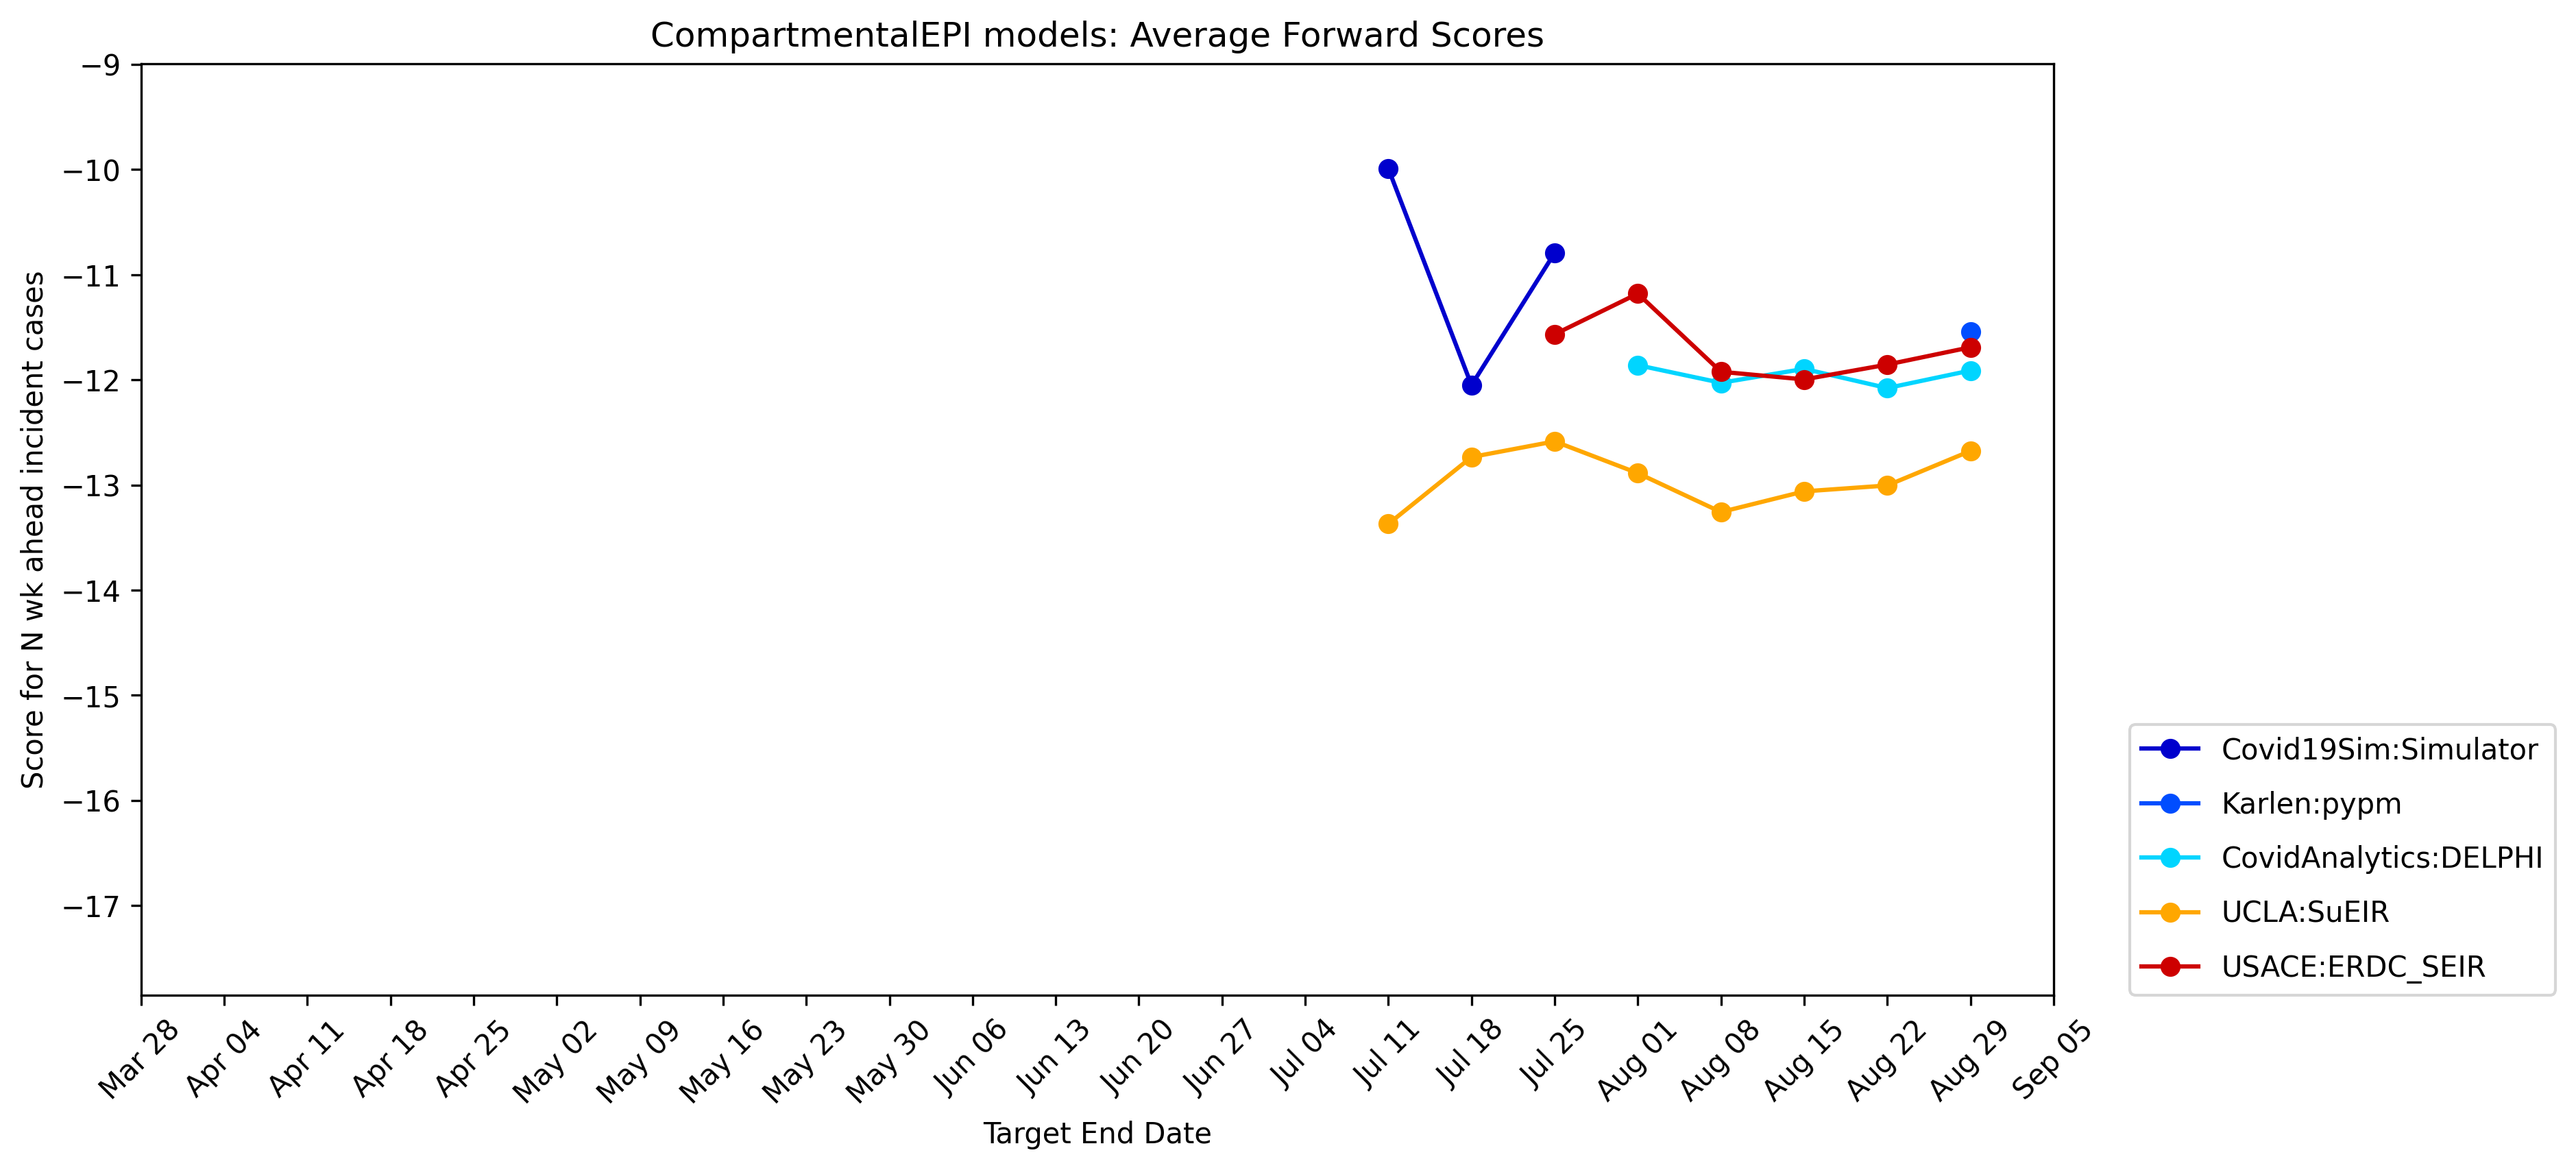 CompartmentalEPI models: Average Forward Scores
−9
−10
−11
−12
−13
−14
−15
−16
−17
Score for N wk ahead incident cases
Mar 28
Apr 04
Apr 11
Apr 18
Apr 25
May 02
May 09
May 16
May 23
May 30
Jun 06
Jun 13
Jun 20
Jun 27
Jul 04
Jul 11
Jul 18
Jul 25
Aug 01
Aug 08
Aug 15
Aug 22
Aug 29
Sep 05
Target End Date
Covid19Sim:Simulator
Karlen:pypm
CovidAnalytics:DELPHI
UCLA:SuEIR
USACE:ERDC_SEIR